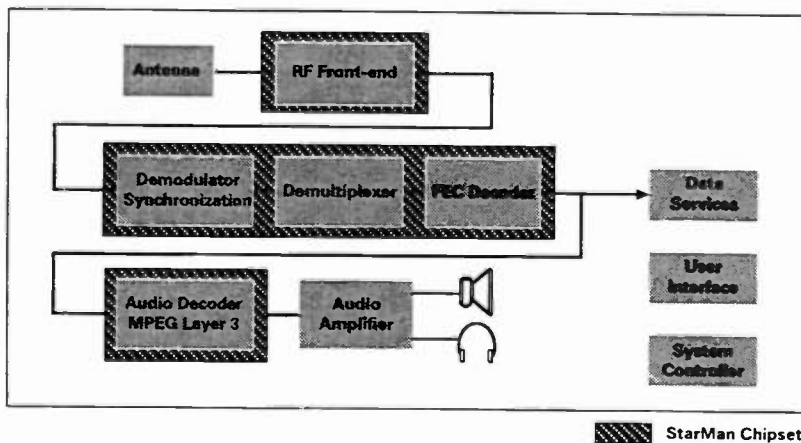 Antenna
RF Front-end
Demodulator
Synchronization
Demultiplexer
FEC Decoder
Data
Services
Audio Decoder
MPEG Layer 3
Audio
Amplifier
User
Interface
System
Controller
StarMan Chipset